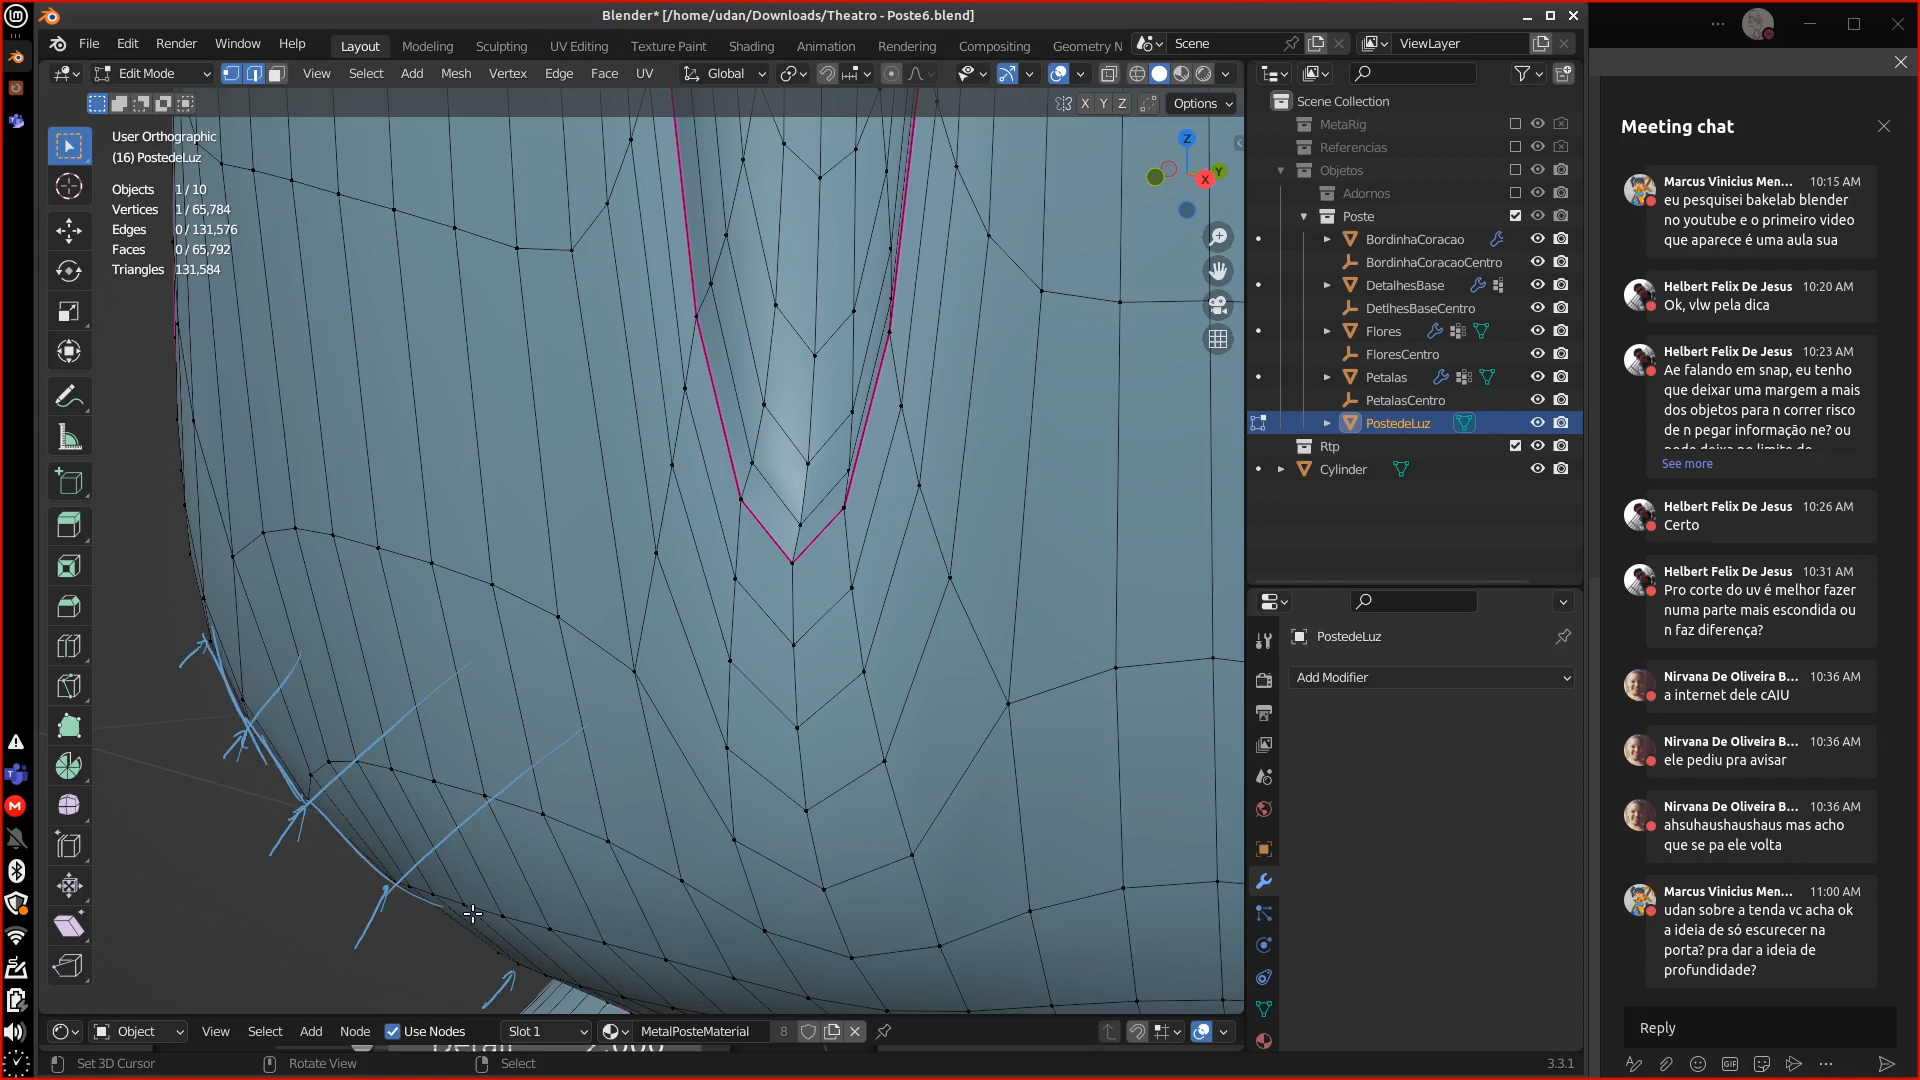 Blender* [/home/udan/Downloads/Theatro - Poste6.blend]
File Edit Render Window Help
Layout Modeling Sculpting UV Editing Texture Paint Shading Animation Rendering Compositing Geometry N
Scene
ViewLayer
Edit Mode
View Select Add Mesh Vertex Edge Face UV
Global
X Y Z
Options
User Orthographic
(16) PostedeLuz
Objects 1 / 10
Vertices 1 / 65,784
Edges 0 / 131,576
Faces 0 / 65,792
Triangles 131,584
Z
Y
X
Scene Collection
MetaRig
Referencias
Objetos
Adornos
Poste
BordinhaCoracao
BordinhaCoracaoCentro
DetalhesBase
DetlhesBaseCentro
Flores
FloresCentro
Petalas
PetalasCentro
PostedeLuz
Rtp
Cylinder
PostedeLuz
Add Modifier
Object
View Select Add Node
Use Nodes
Slot 1
MetalPosteMaterial
8
Set 3D Cursor
Rotate View
Select
3.3.1
Meeting chat
Marcus Vinicius Men... 10:15 AM
eu pesquisei bakelab blender
no youtube e o primeiro video
que aparece é uma aula sua
Helbert Felix De Jesus 10:20 AM
Ok, vlw pela dica
Helbert Felix De Jesus 10:23 AM
Ae falando em snap, eu tenho
que deixar uma margem a mais
dos objetos para n correr risco
de n pegar informação ne? ou
See more
Helbert Felix De Jesus 10:26 AM
Certo
Helbert Felix De Jesus 10:31 AM
Pro corte do uv é melhor fazer
numa parte mais escondida ou
n faz diferença?
Nirvana De Oliveira B... 10:36 AM
a internet dele cAIU
Nirvana De Oliveira B... 10:36 AM
ele pediu pra avisar
Nirvana De Oliveira B... 10:36 AM
ahsuhaushaushaus mas acho
que se pa ele volta
Marcus Vinicius Men... 11:00 AM
udan sobre a tenda vc acha ok
a ideia de só escurecer na
porta? pra dar a ideia de
profundidade?
Reply
GIF